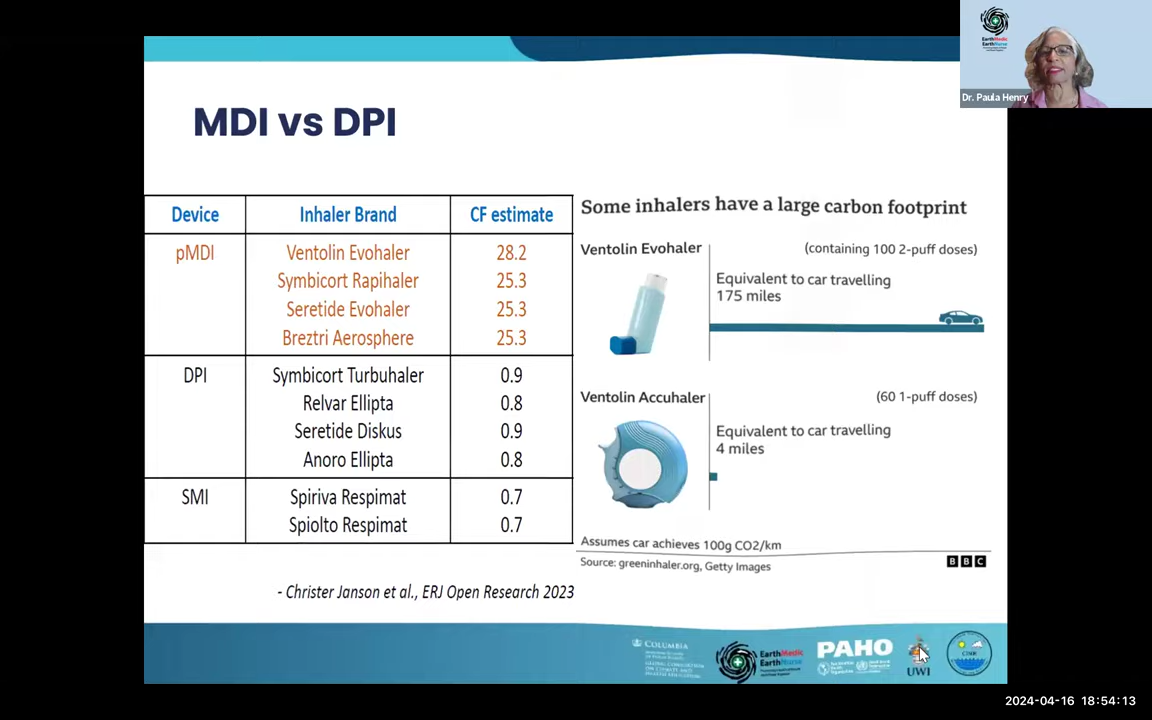 EarthMedic
EarthNurse
Dr. Paula Henry
MDI vs DPI
Device Inhaler Brand CF estimate
pMDI Ventolin Evohaler 28.2
Symbicort Rapihaler 25.3
Seretide Evohaler 25.3
Breztri Aerosphere 25.3
DPI Symbicort Turbuhaler 0.9
Relvar Ellipta 0.8
Seretide Diskus 0.9
Anoro Ellipta 0.8
SMI Spiriva Respimat 0.7
Spiolto Respimat 0.7
- Christer Janson et al., ERJ Open Research 2023
Some inhalers have a large carbon footprint
Ventolin Evohaler (containing 100 2-puff doses)
Equivalent to car travelling
175 miles
Ventolin Accuhaler (60 1-puff doses)
Equivalent to car travelling
4 miles
Assumes car achieves 100g CO2/km
Source: greeninhaler.org, Getty Images
BBC
COLUMBIA
EarthMedic
EarthNurse
PAHO
UWI
2024-04-16 18:54:13